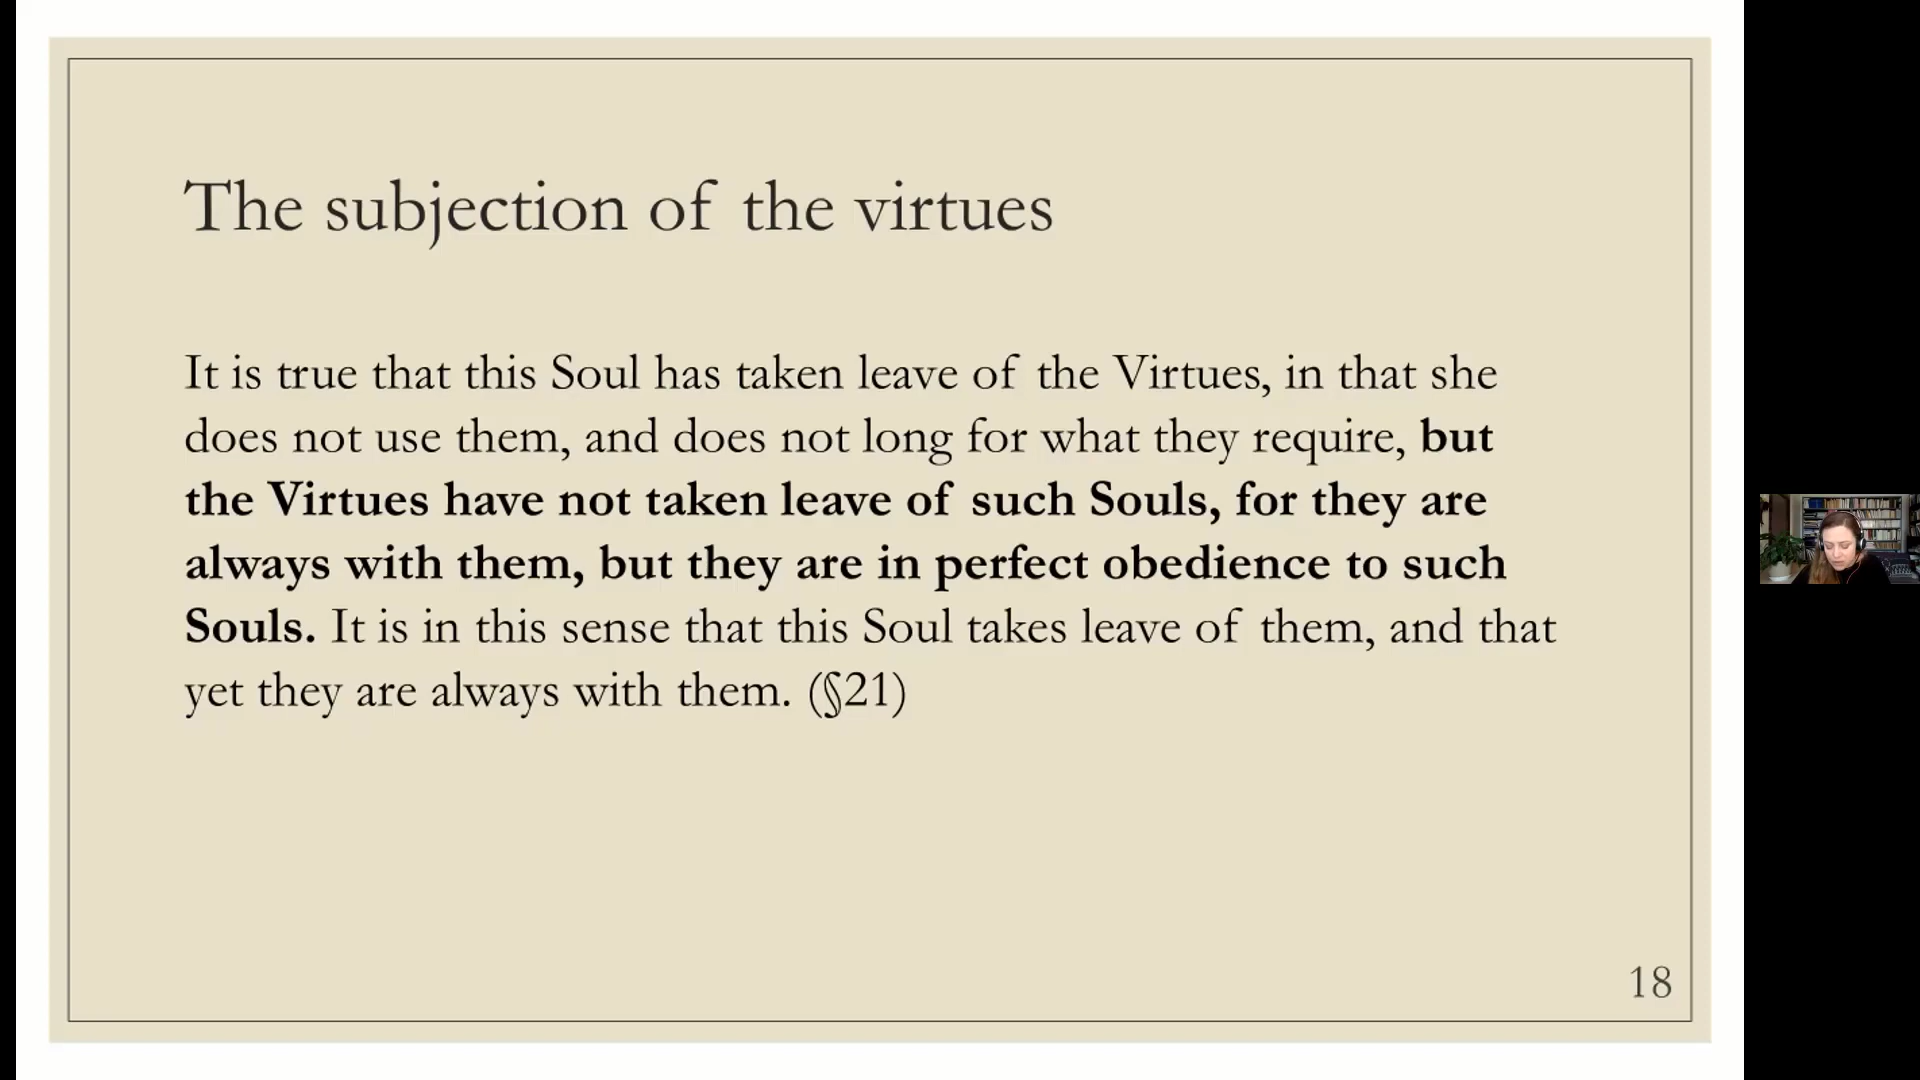 The subjection of the virtues
It is true that this Soul has taken leave of the Virtues, in that she
does not use them, and does not long for what they require, but
the Virtues have not taken leave of such Souls, for they are
always with them, but they are in perfect obedience to such
Souls. It is in this sense that this Soul takes leave of them, and that
yet they are always with them. (§21)
18